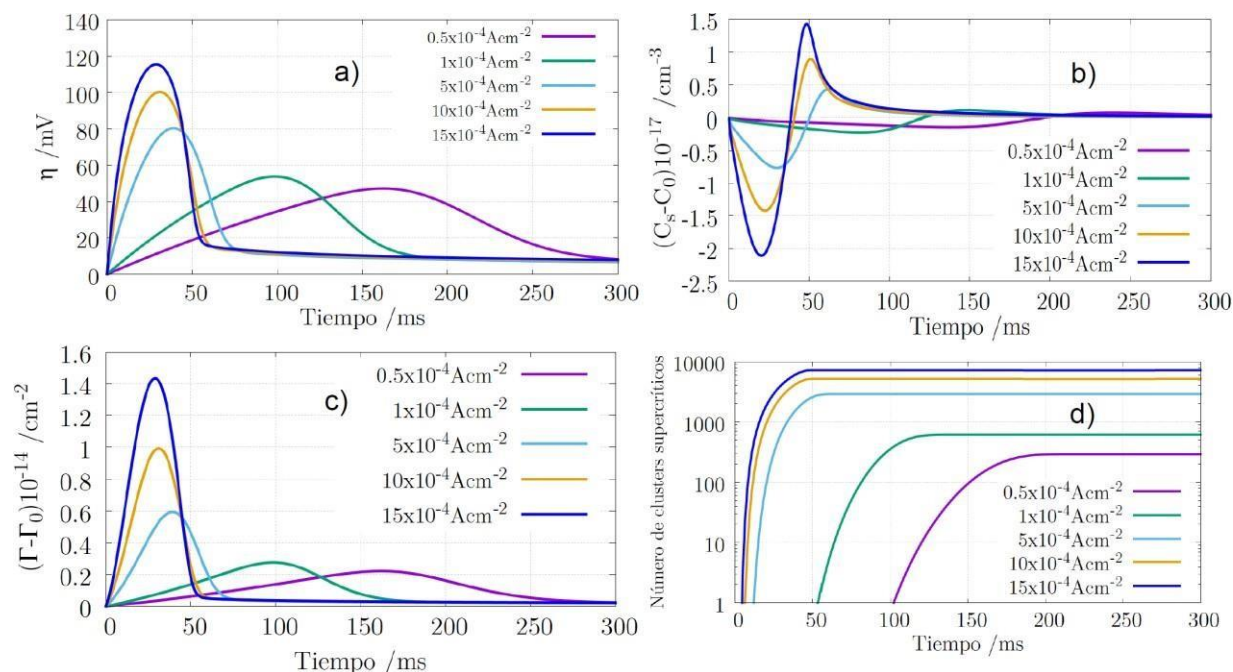 a)
η /mV
140
120
100
80
60
40
20
0
0 50 100 150 200 250 300
Tiempo /ms
0.5x10⁻⁴Acm⁻²
1x10⁻⁴Acm⁻²
5x10⁻⁴Acm⁻²
10x10⁻⁴Acm⁻²
15x10⁻⁴Acm⁻²
b)
(Cₛ-C₀)10⁻¹⁷ /cm⁻³
1.5
1
0.5
0
-0.5
-1
-1.5
-2
-2.5
0 50 100 150 200 250 300
Tiempo /ms
0.5x10⁻⁴Acm⁻²
1x10⁻⁴Acm⁻²
5x10⁻⁴Acm⁻²
10x10⁻⁴Acm⁻²
15x10⁻⁴Acm⁻²
c)
(Γ-Γ₀)10⁻¹⁴ /cm⁻²
1.6
1.4
1.2
1
0.8
0.6
0.4
0.2
0
0 50 100 150 200 250 300
Tiempo /ms
0.5x10⁻⁴Acm⁻²
1x10⁻⁴Acm⁻²
5x10⁻⁴Acm⁻²
10x10⁻⁴Acm⁻²
15x10⁻⁴Acm⁻²
d)
Número de clusters supercríticos
10000
1000
100
10
1
0 50 100 150 200 250 300
Tiempo /ms
0.5x10⁻⁴Acm⁻²
1x10⁻⁴Acm⁻²
5x10⁻⁴Acm⁻²
10x10⁻⁴Acm⁻²
15x10⁻⁴Acm⁻²